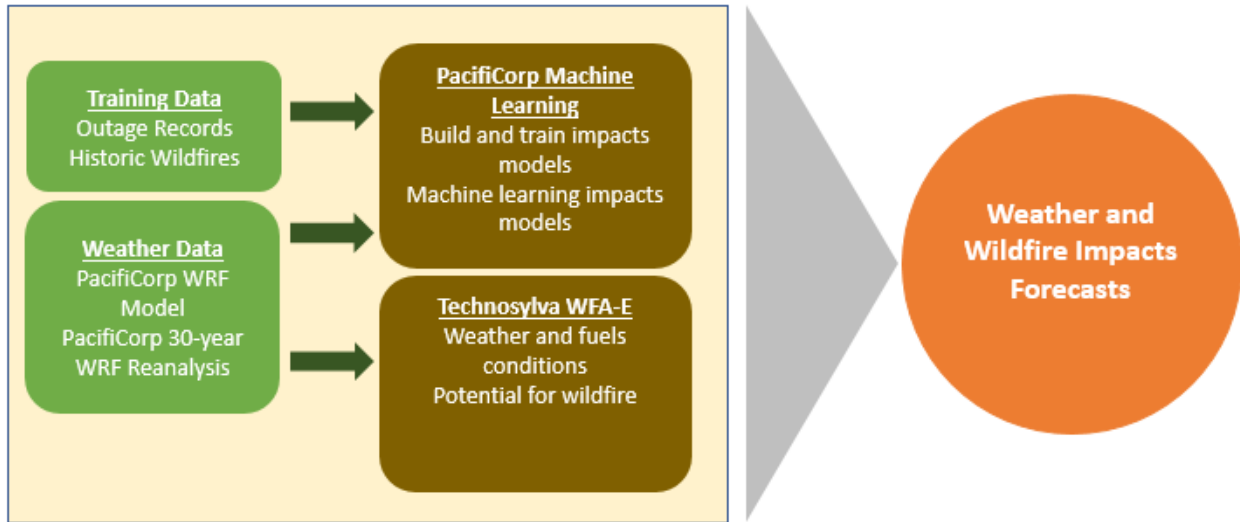 Training Data
Outage Records
Historic Wildfires
Weather Data
PacifiCorp WRF
Model
PacifiCorp 30-year
WRF Reanalysis
PacifiCorp Machine
Learning
Build and train impacts
models
Machine learning impacts
models
Technosylva WFA-E
Weather and fuels
conditions
Potential for wildfire
Weather and
Wildfire Impacts
Forecasts